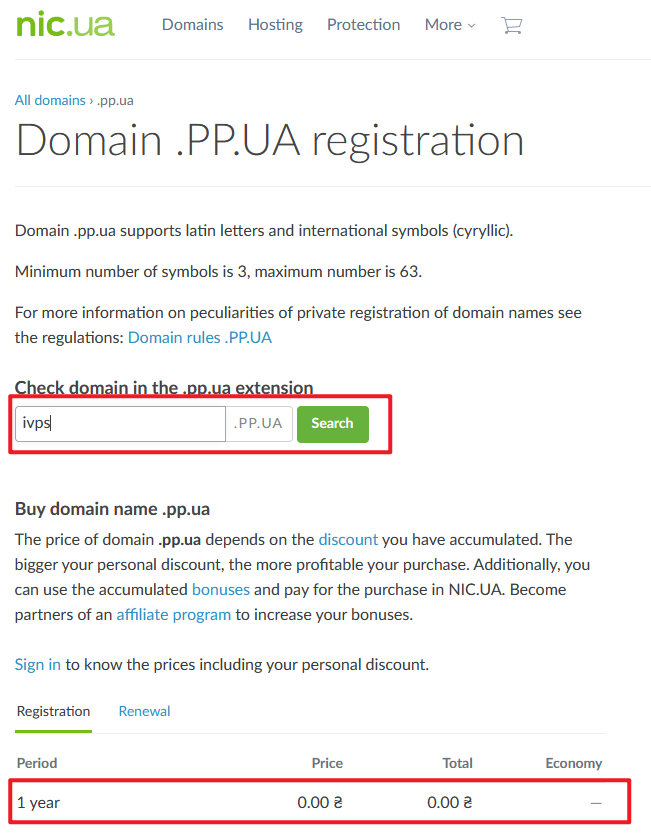 nic.ua
Domains Hosting Protection More
All domains › .pp.ua
Domain .PP.UA registration
Domain .pp.ua supports latin letters and international symbols (cyryllic).
Minimum number of symbols is 3, maximum number is 63.
For more information on peculiarities of private registration of domain names see
the regulations: Domain rules .PP.UA
Check domain in the .pp.ua extension
ivps .PP.UA Search
Buy domain name .pp.ua
The price of domain .pp.ua depends on the discount you have accumulated. The
bigger your personal discount, the more profitable your purchase. Additionally, you
can use the accumulated bonuses and pay for the purchase in NIC.UA. Become
partners of an affiliate program to increase your bonuses.
Sign in to know the prices including your personal discount.
Registration Renewal
Period Price Total Economy
1 year 0.00 ₴ 0.00 ₴ —